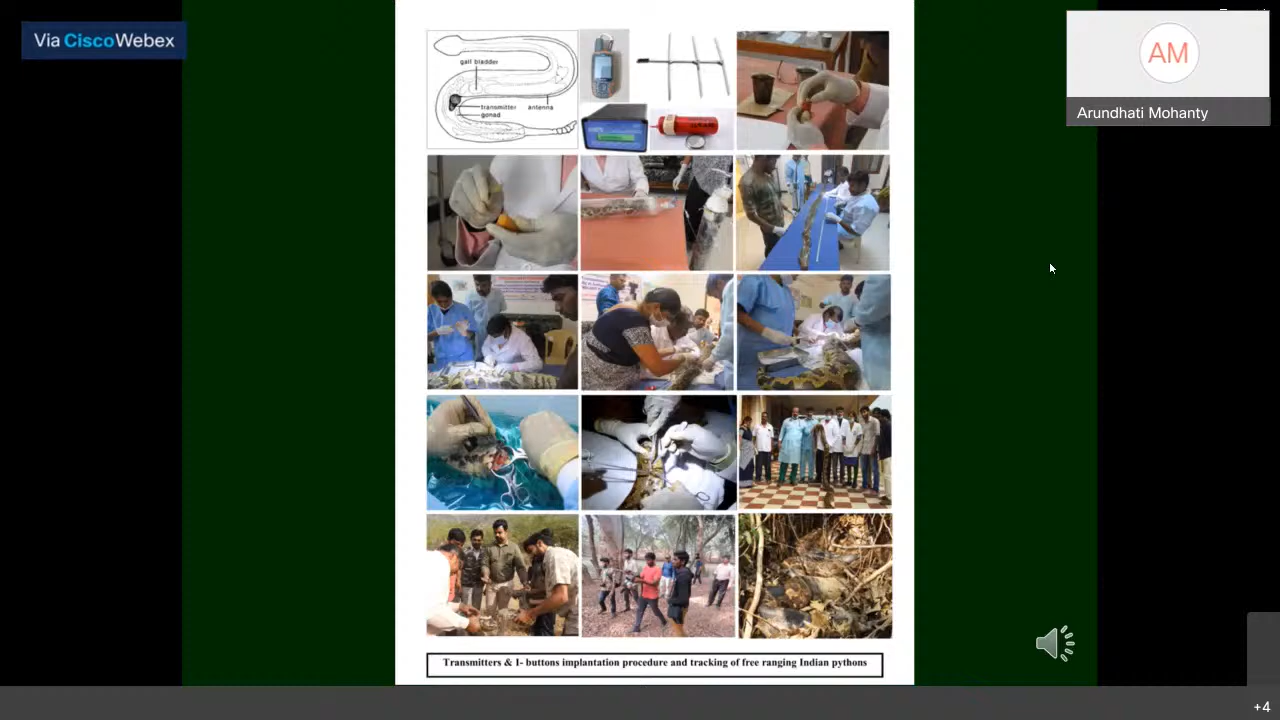 Via CiscoWebex
AM
Arundhati Mohanty
gall bladder
transmitter
antenna
gonad
Transmitters & I- buttons implantation procedure and tracking of free ranging Indian pythons
+4